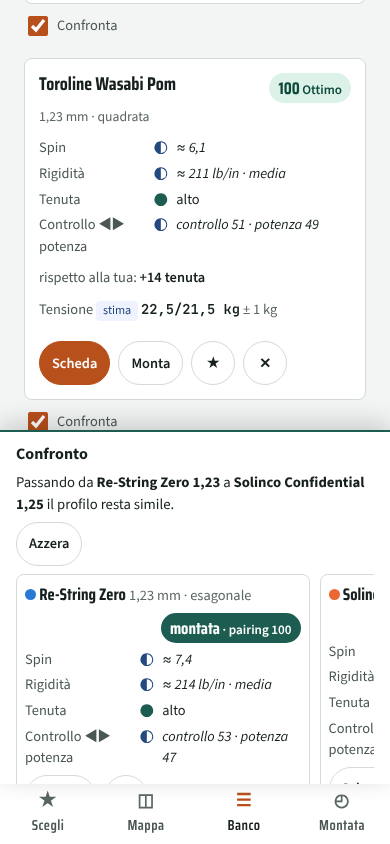 Confronta
Toroline Wasabi Pom
100 Ottimo
1,23 mm · quadrata
Spin ≈ 6,1
Rigidità ≈ 211 lb/in · media
Tenuta alto
Controllo ◀▶ controllo 51 · potenza 49
potenza
rispetto alla tua: +14 tenuta
Tensione stima 22,5/21,5 kg ± 1 kg
Scheda Monta ★ ✕
Confronta
Confronto
Passando da Re-String Zero 1,23 a Solinco Confidential
1,25 il profilo resta simile.
Azzera
Re-String Zero 1,23 mm · esagonale
montata · pairing 100
Spin ≈ 7,4
Rigidità ≈ 214 lb/in · media
Tenuta alto
Controllo ◀▶ controllo 53 · potenza
potenza 47
Spin
Rigidità
Tenuta
potenza
Scegli Mappa Banco Montata